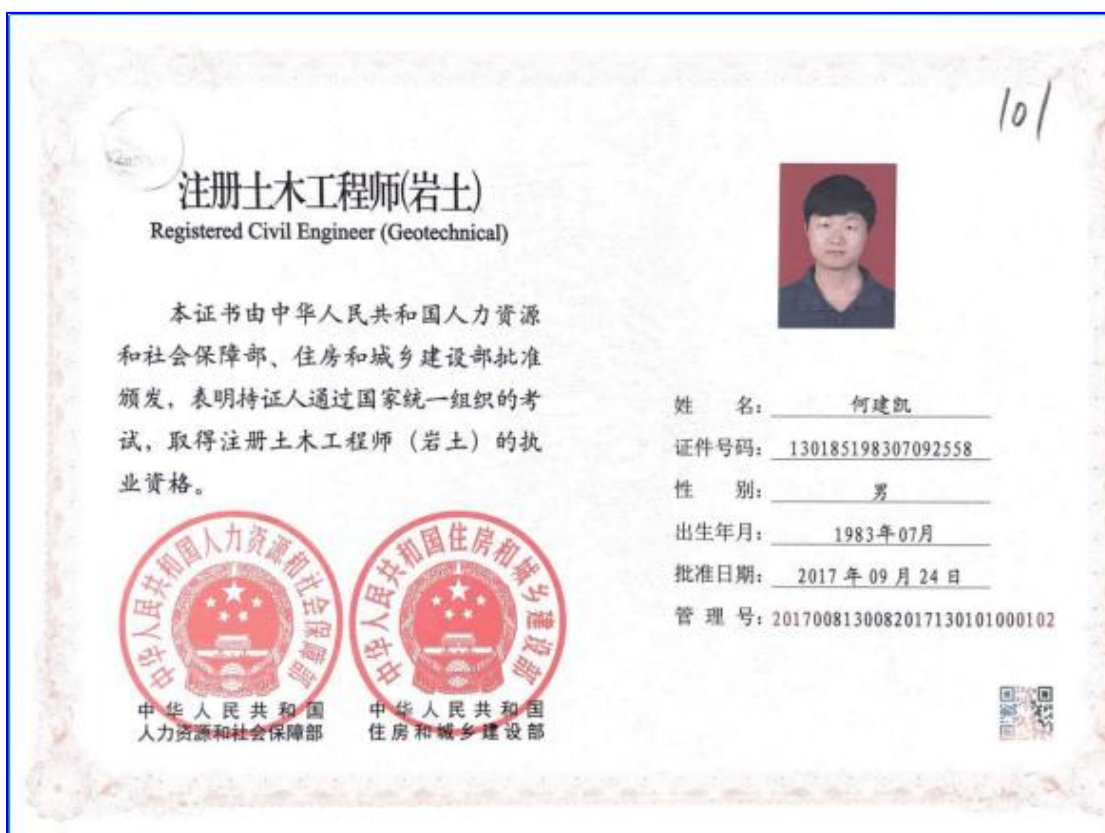 101
注册土木工程师(岩土)
Registered Civil Engineer (Geotechnical)
本证书由中华人民共和国人力资源
和社会保障部、住房和城乡建设部批准
颁发，表明持证人通过国家统一组织的考
试，取得注册土木工程师（岩土）的执
业资格。
中华人民共和国人力资源和社会保障部
中华人民共和国住房和城乡建设部
中华人民共和国
人力资源和社会保障部
中华人民共和国
住房和城乡建设部
姓 名：何建凯
证件号码：130185198307092558
性 别：男
出生年月：1983年07月
批准日期：2017 年 09 月 24 日
管 理 号：20170081300820171301010001​02